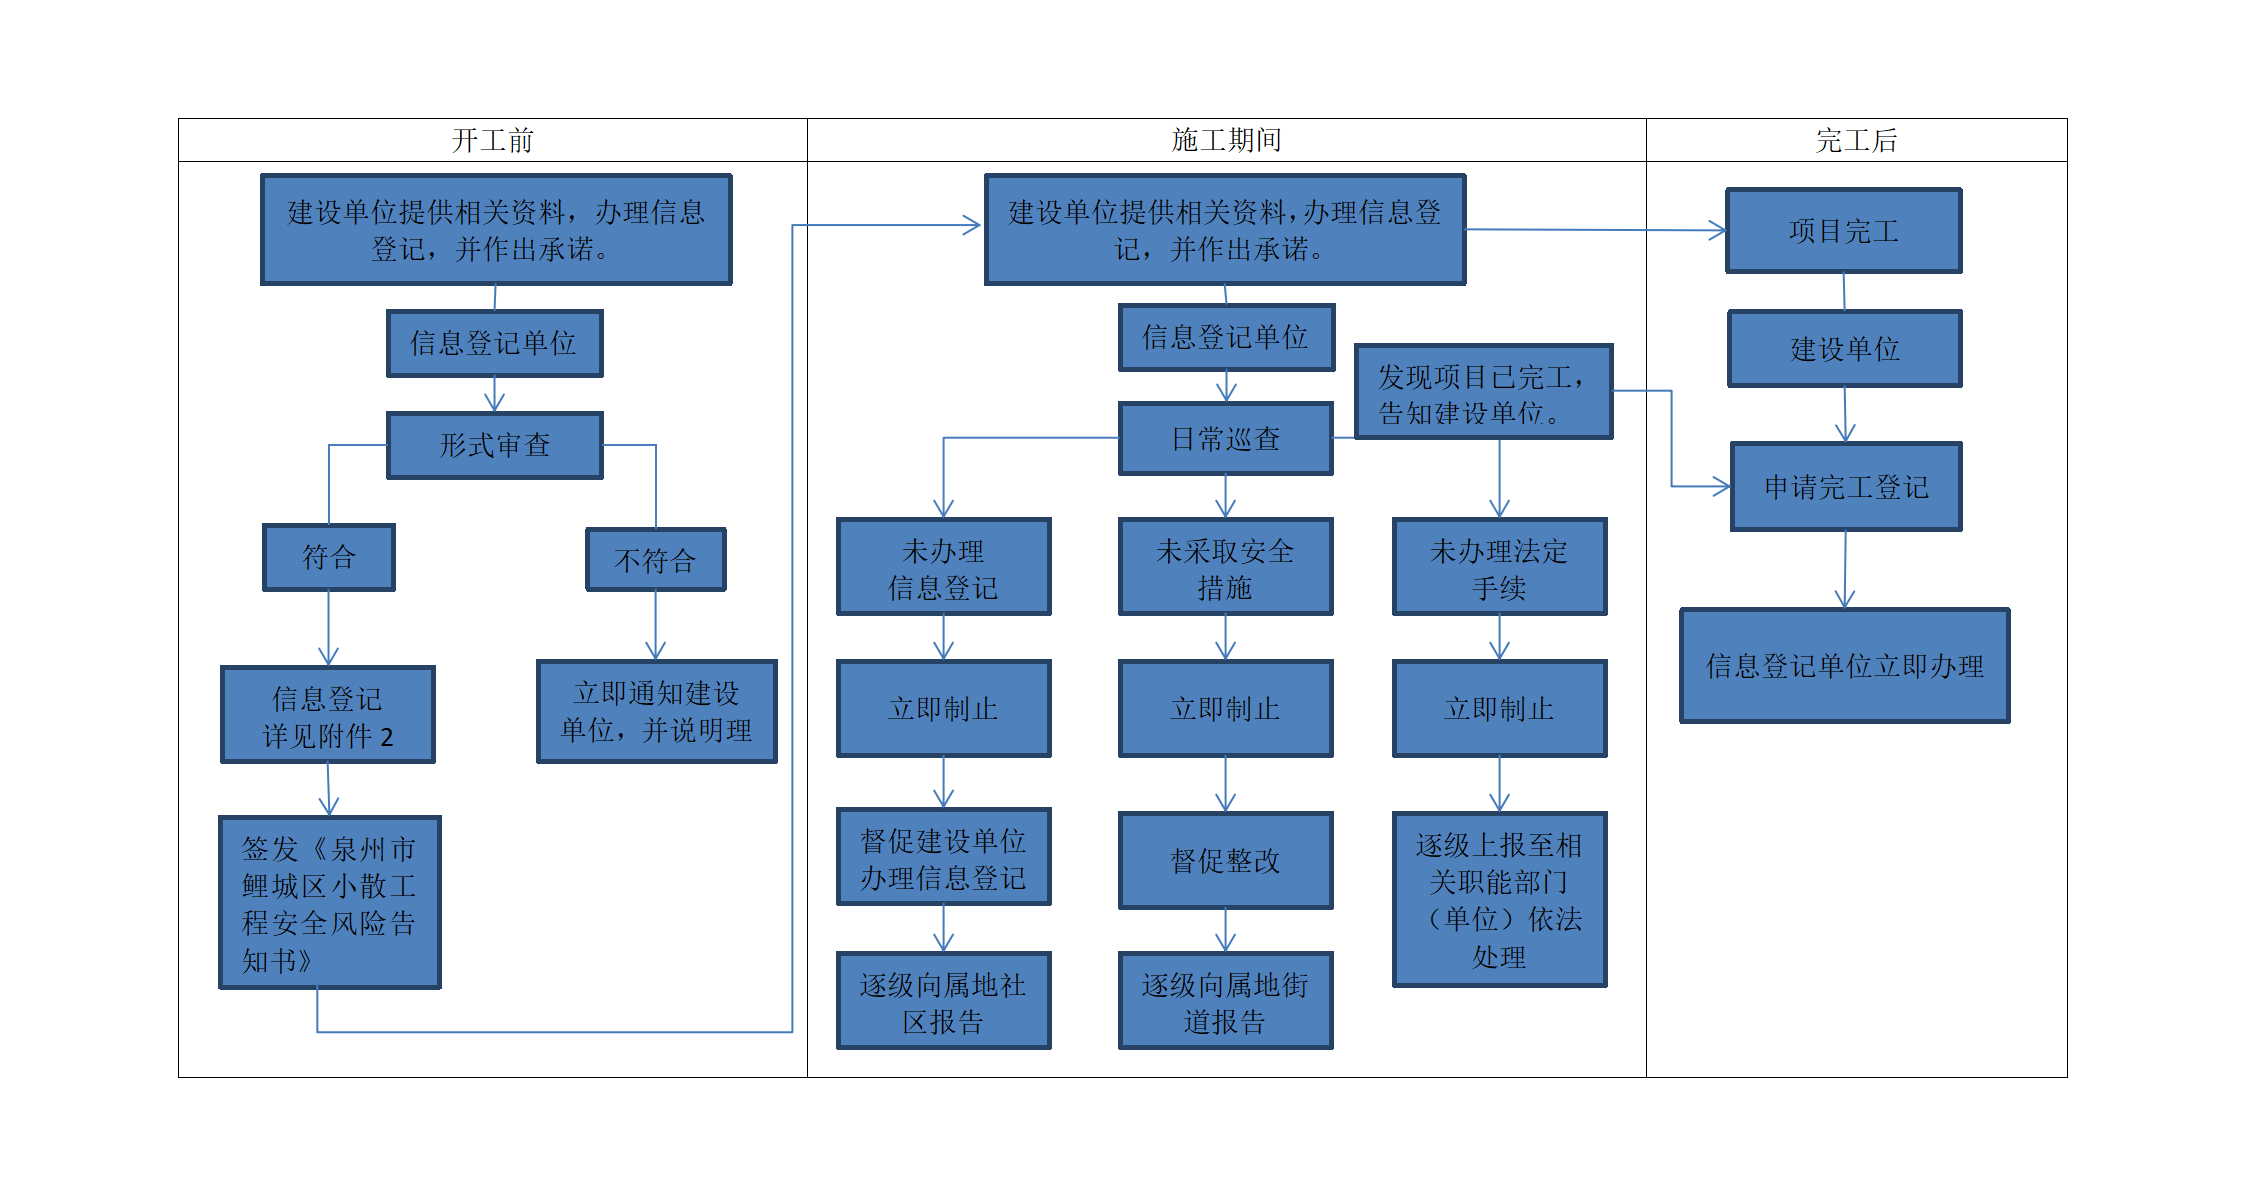 开工前
施工期间
完工后
建设单位提供相关资料，办理信息
登记，并作出承诺。
信息登记单位
形式审查
符合
不符合
信息登记
详见附件 2
立即通知建设
单位，并说明理
签发《泉州市
鲤城区小散工
程安全风险告
知书》
建设单位提供相关资料，办理信息登
记，并作出承诺。
信息登记单位
日常巡查
发现项目已完工，
告知建设单位。
未办理
信息登记
未采取安全
措施
未办理法定
手续
立即制止
立即制止
立即制止
督促建设单位
办理信息登记
督促整改
逐级上报至相
关职能部门
（单位）依法
处理
逐级向属地社
区报告
逐级向属地街
道报告
项目完工
建设单位
申请完工登记
信息登记单位立即办理